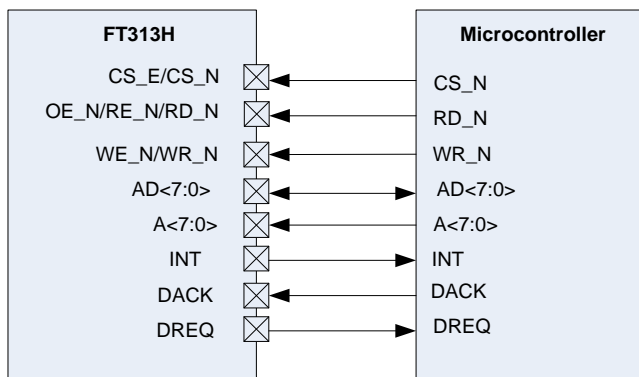 FT313H
Microcontroller
CS_E/CS_N
CS_N
OE_N/RE_N/RD_N
RD_N
WE_N/WR_N
WR_N
AD<7:0>
AD<7:0>
A<7:0>
A<7:0>
INT
INT
DACK
DACK
DREQ
DREQ